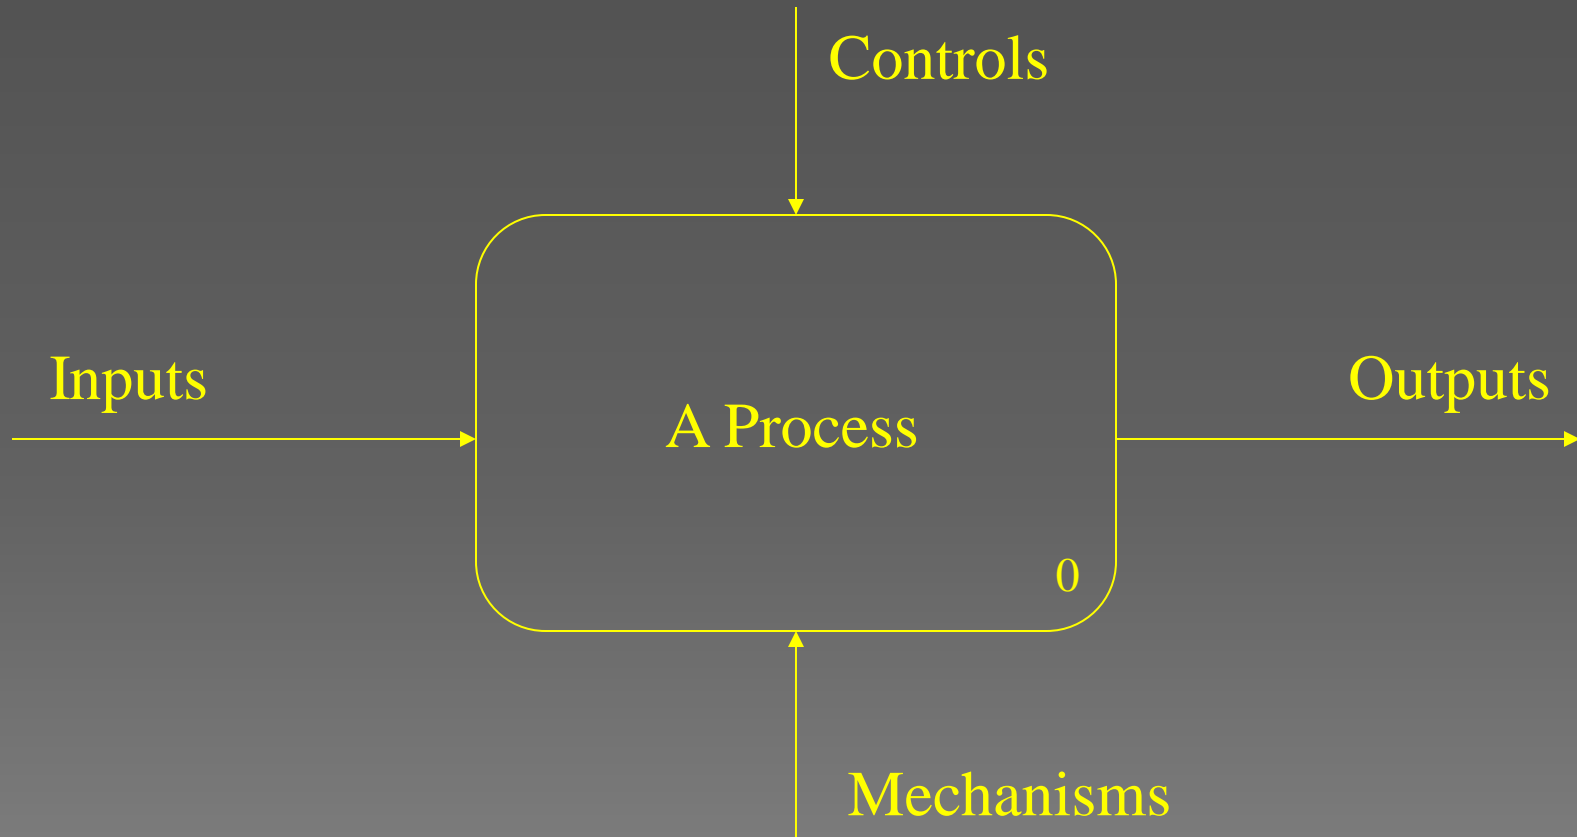 Controls
Inputs
Outputs
A Process
0
Mechanisms